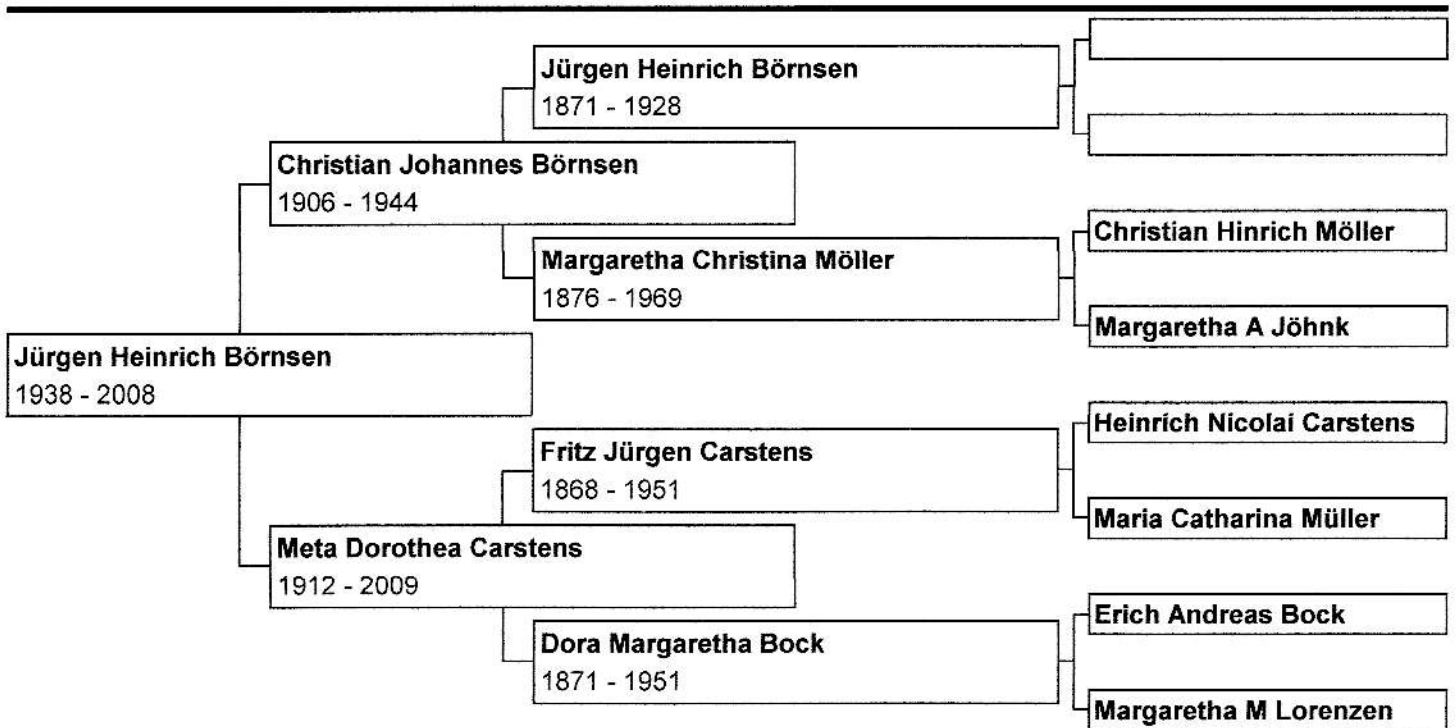 Jürgen Heinrich Börnsen
1871 - 1928
Christian Johannes Börnsen
1906 - 1944
Christian Hinrich Möller
Margaretha Christina Möller
1876 - 1969
Margaretha A Jöhnk
Jürgen Heinrich Börnsen
1938 - 2008
Heinrich Nicolai Carstens
Fritz Jürgen Carstens
1868 - 1951
Maria Catharina Müller
Meta Dorothea Carstens
1912 - 2009
Erich Andreas Bock
Dora Margaretha Bock
1871 - 1951
Margaretha M Lorenzen